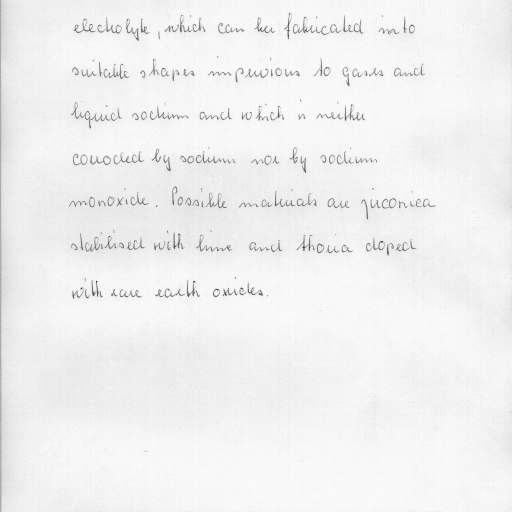 electrolyte, which can be fabricated into
suitable shapes impervious to gases and
liquid sodium and which is neither
corroded by sodium nor by sodium
monoxide. Possible materials are zirconica
stabilised with lime and thoria doped
with rare earth oxides.